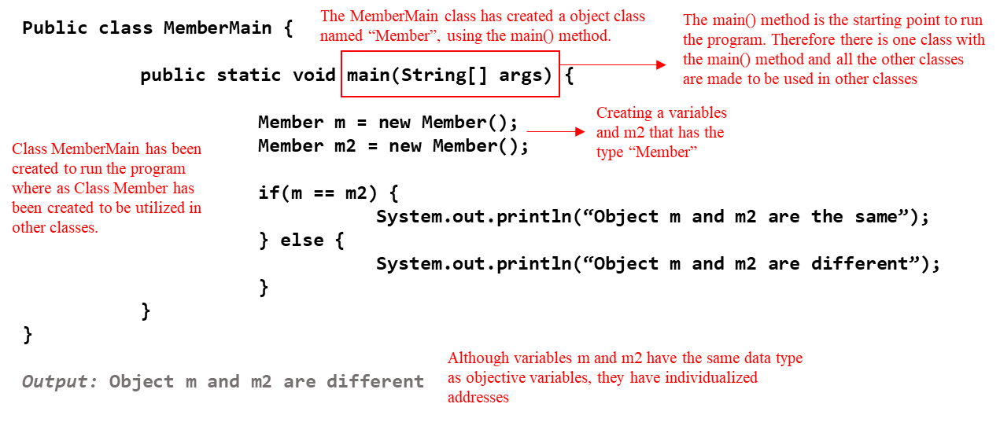 Public class MemberMain {
The MemberMain class has created a object class
named “Member”, using the main() method.
The main() method is the starting point to run
the program. Therefore there is one class with
the main() method and all the other classes
are made to be used in other classes
public static void main(String[] args) {
Member m = new Member();
Member m2 = new Member();
Creating a variables
and m2 that has the
type “Member”
Class MemberMain has been
created to run the program
where as Class Member has
been created to be utilized in
other classes.
if(m == m2) {
System.out.println(“Object m and m2 are the same”);
} else {
System.out.println(“Object m and m2 are different”);
}
}
}
Although variables m and m2 have the same data type
as objective variables, they have individualized
addresses
Output: Object m and m2 are different